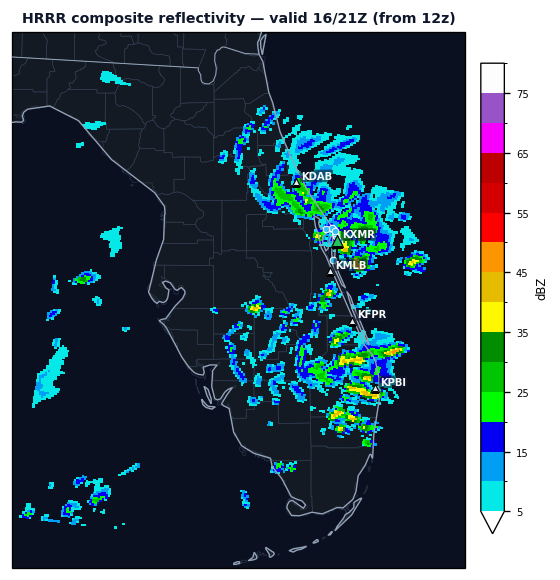 HRRR composite reflectivity — valid 16/21Z (from 12z)
KDAB
KXMR
KMLB
KFPR
KPBI
75
65
55
45
35
25
15
5
dBZ